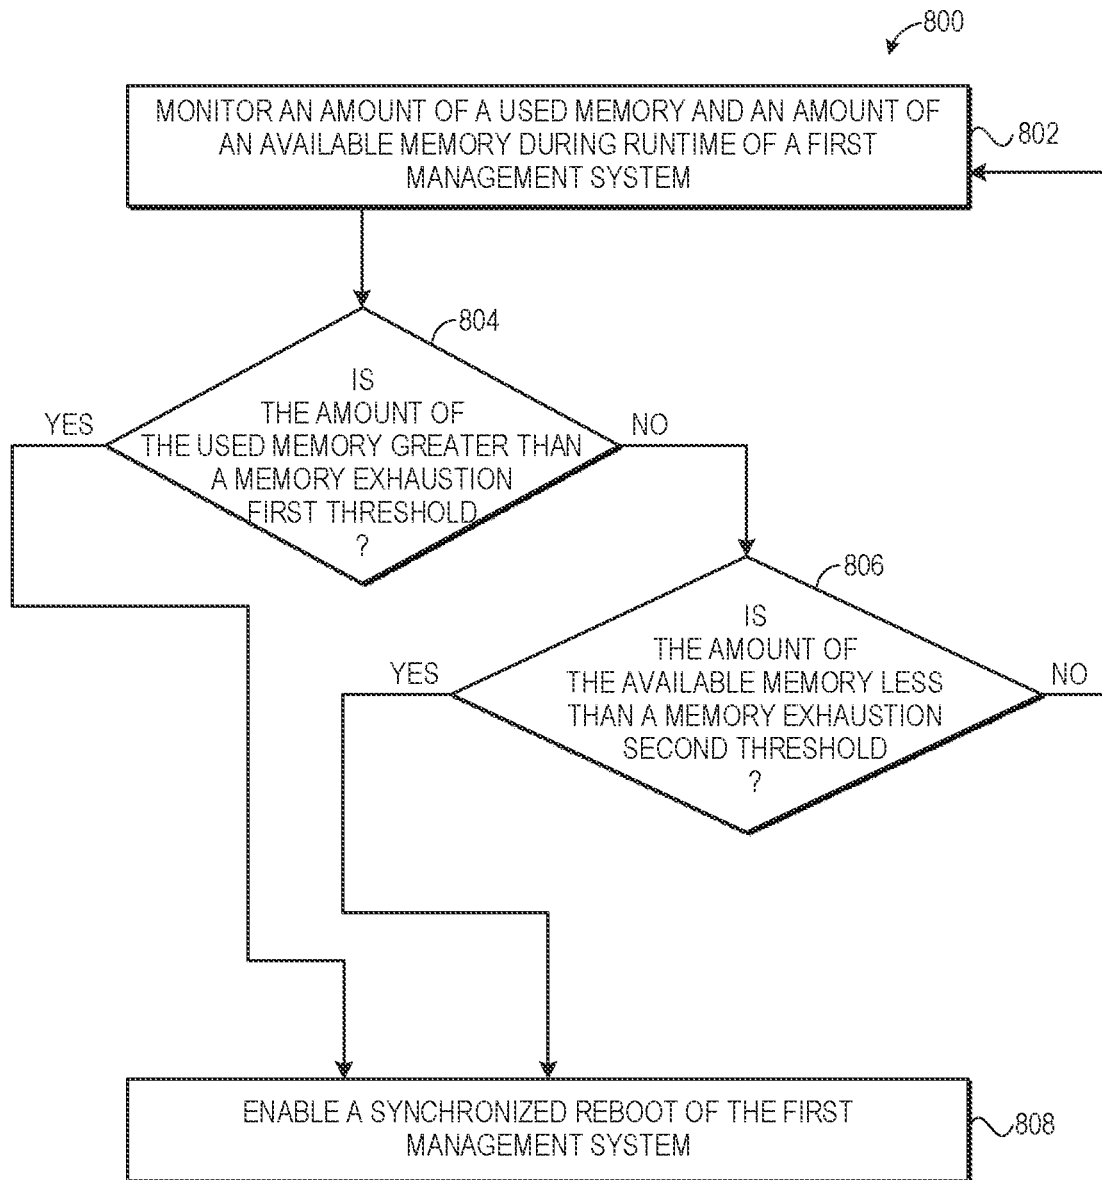 800
MONITOR AN AMOUNT OF A USED MEMORY AND AN AMOUNT OF
AN AVAILABLE MEMORY DURING RUNTIME OF A FIRST
MANAGEMENT SYSTEM
802
804
IS
THE AMOUNT OF
THE USED MEMORY GREATER THAN
A MEMORY EXHAUSTION
FIRST THRESHOLD
?
YES
NO
806
IS
THE AMOUNT OF
THE AVAILABLE MEMORY LESS
THAN A MEMORY EXHAUSTION
SECOND THRESHOLD
?
YES
NO
ENABLE A SYNCHRONIZED REBOOT OF THE FIRST
MANAGEMENT SYSTEM
808